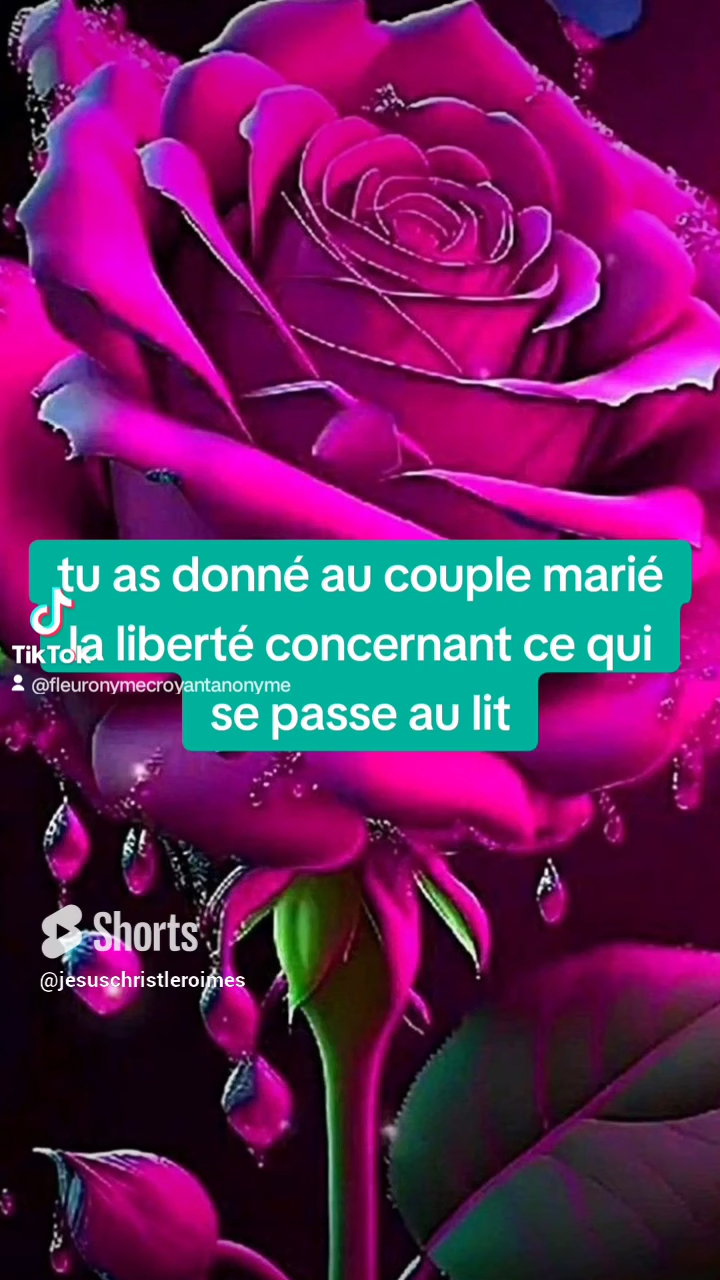 tu as donné au couple marié
la liberté concernant ce qui
TikTok
@fleuronymecroyantanonyme
se passe au lit
Shorts
@jesuschristleroimes